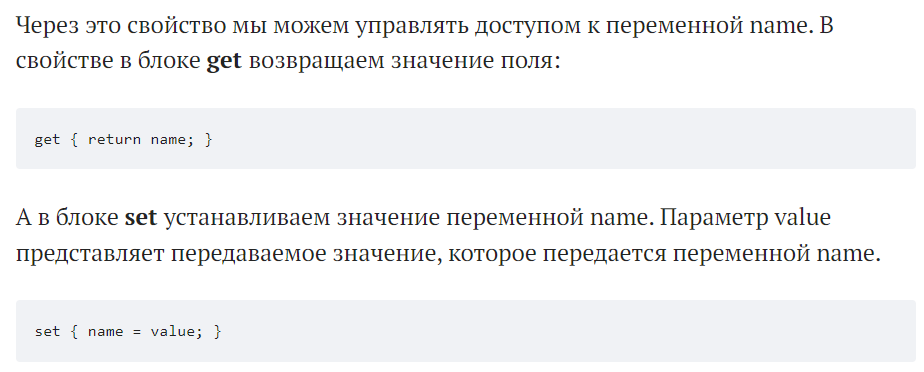 Через это свойство мы можем управлять доступом к переменной name. В
свойстве в блоке get возвращаем значение поля:
get { return name; }
А в блоке set устанавливаем значение переменной name. Параметр value
представляет передаваемое значение, которое передается переменной name.
set { name = value; }